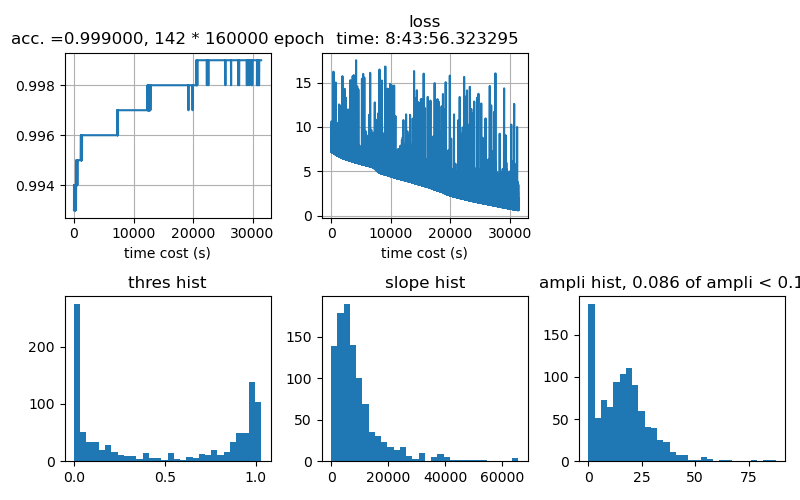 loss
acc. =0.999000, 142 * 160000 epoch time: 8:43:56.323295
0.998
0.996
0.994
0 10000 20000 30000
time cost (s)
15
10
5
0
0 10000 20000 30000
time cost (s)
thres hist
200
100
0
0.0 0.5 1.0
slope hist
150
100
50
0
0 20000 40000 60000
ampli hist, 0.086 of ampli < 0.1
150
100
50
0
0 25 50 75